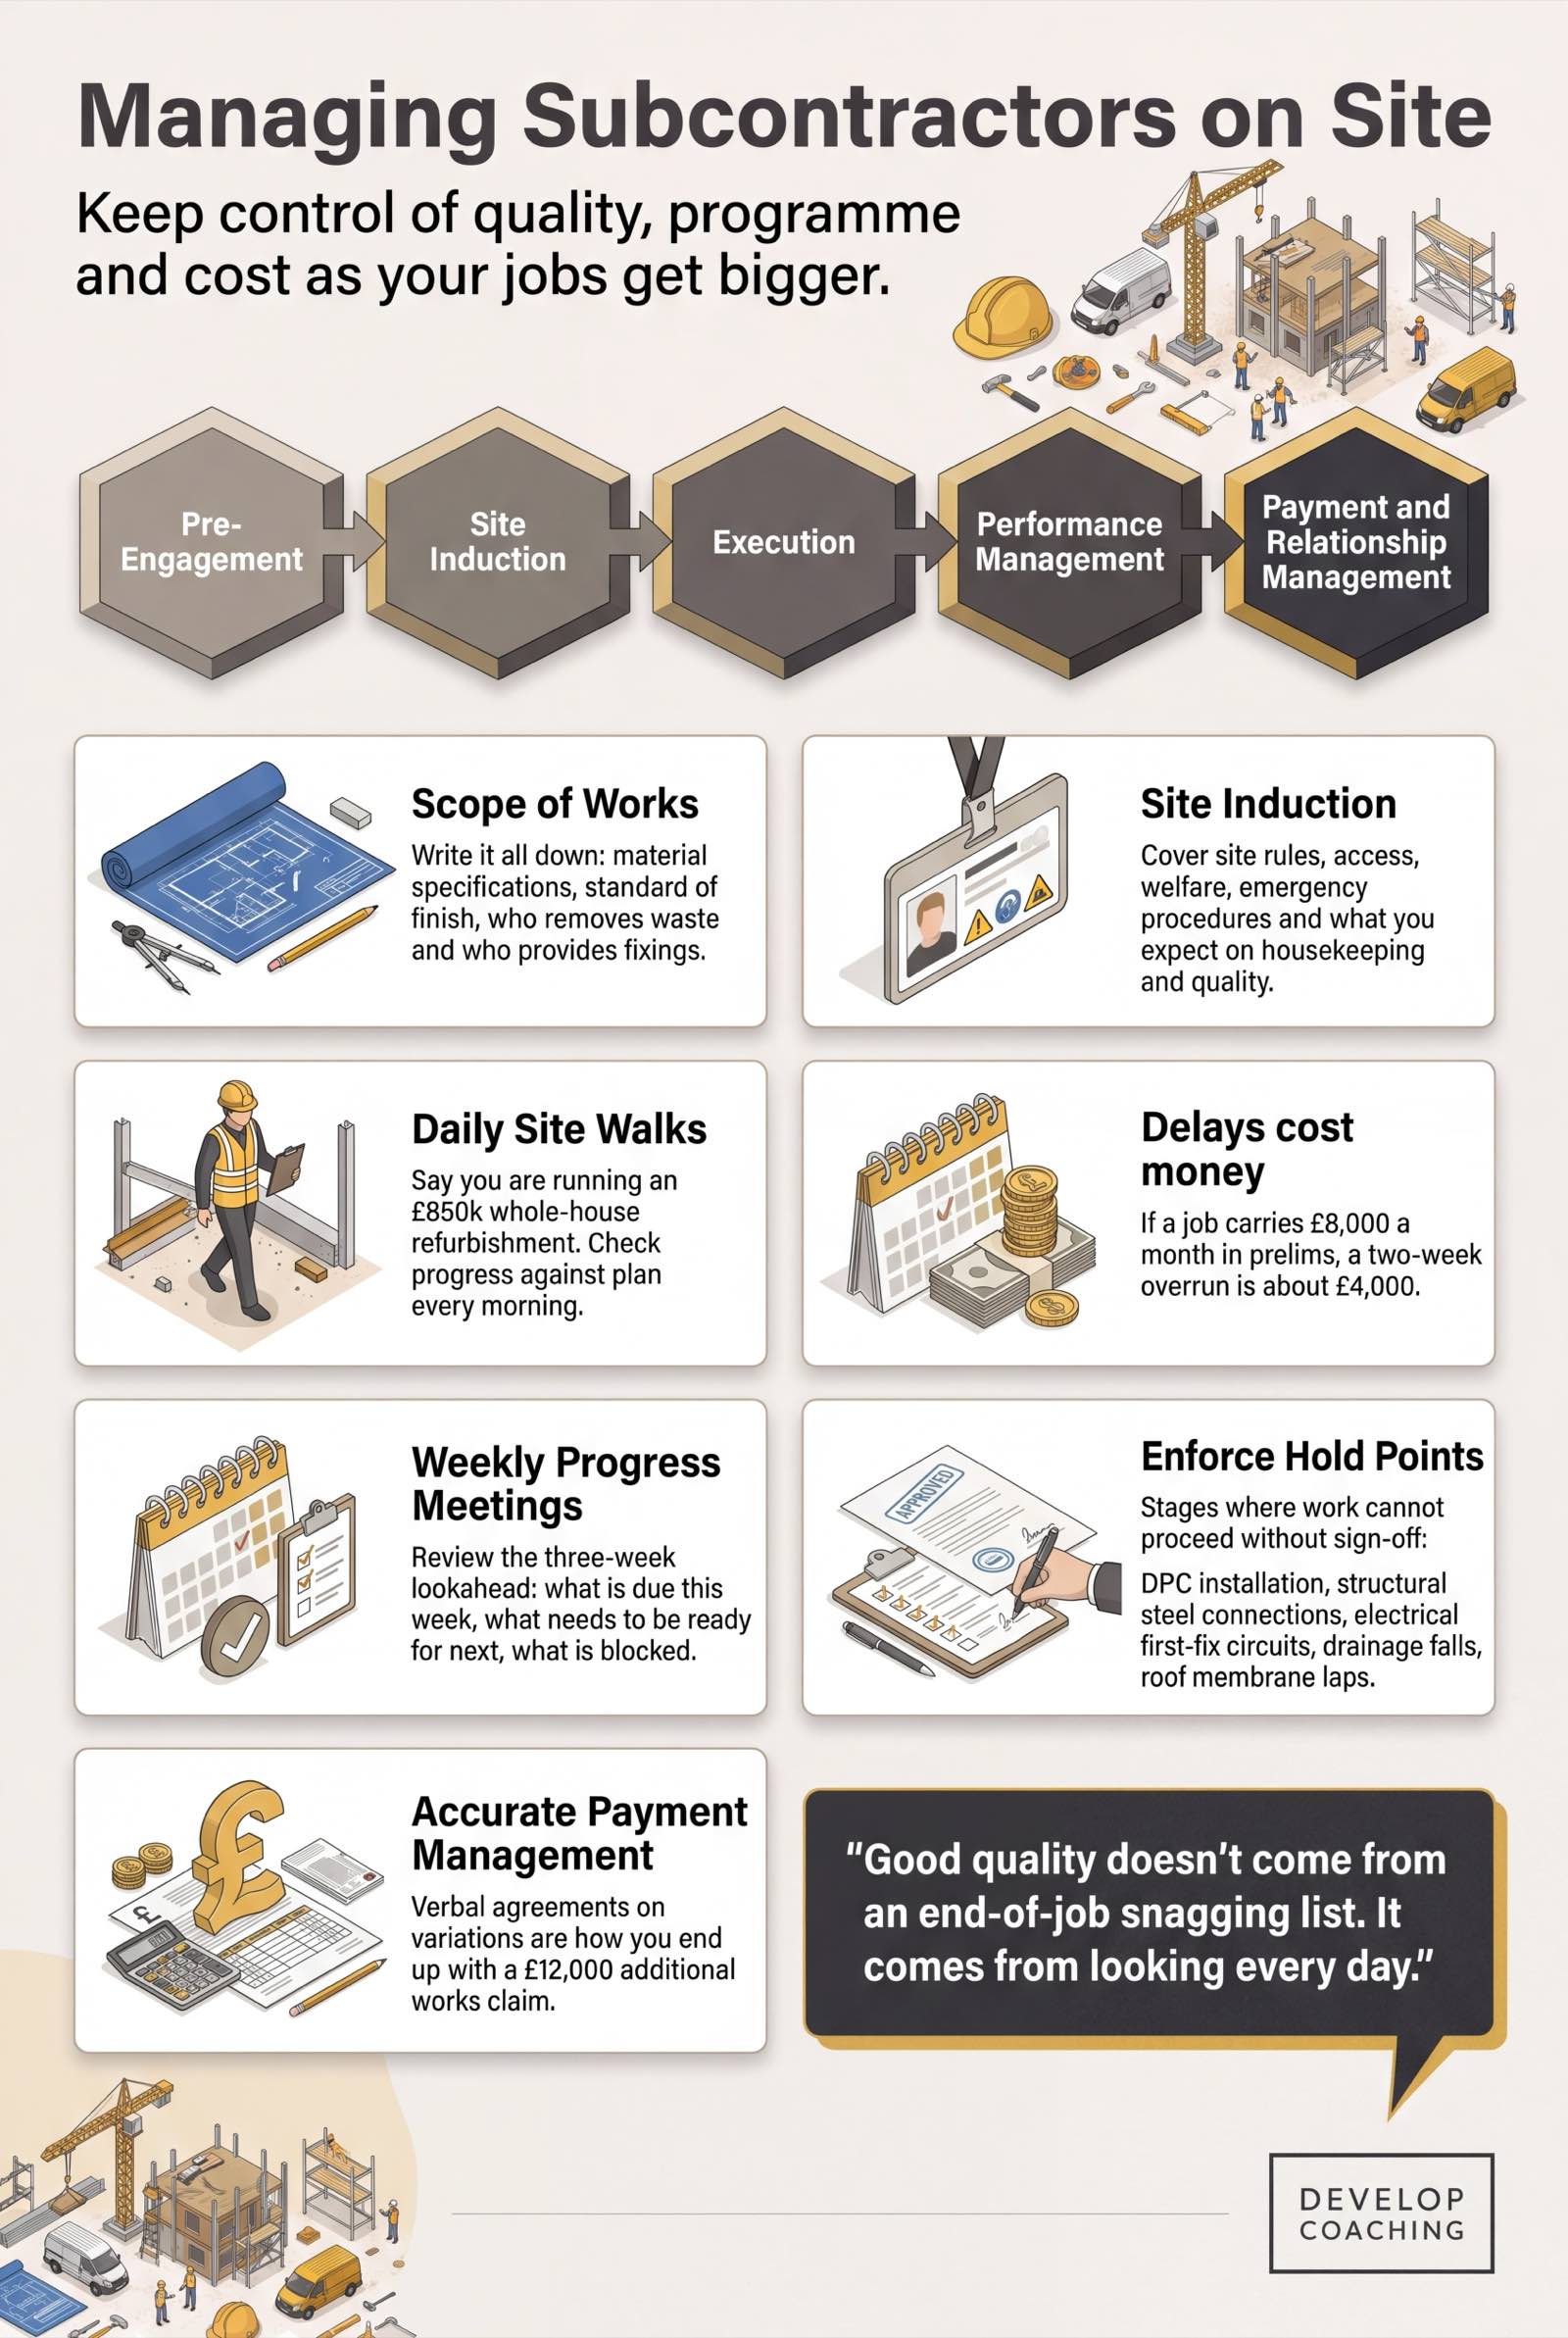 Managing Subcontractors on Site
Keep control of quality, programme
and cost as your jobs get bigger.
Pre-
Engagement
Site
Induction
Execution
Performance
Management
Payment and
Relationship
Management
Scope of Works
Write it all down: material
specifications, standard of
finish, who removes waste
and who provides fixings.
Site Induction
Cover site rules, access,
welfare, emergency
procedures and what you
expect on housekeeping
and quality.
Daily Site Walks
Say you are running an
£850k whole-house
refurbishment. Check
progress against plan
every morning.
Delays cost
money
If a job carries £8,000 a
month in prelims, a two-week
overrun is about £4,000.
Weekly Progress
Meetings
Review the three-week
lookahead: what is due this
week, what needs to be ready
for next, what is blocked.
APPROVED
Enforce Hold Points
Stages where work cannot
proceed without sign-off:
DPC installation, structural
steel connections, electrical
first-fix circuits, drainage falls,
roof membrane laps.
£
£
Accurate Payment
Management
Verbal agreements on
variations are how you end
up with a £12,000 additional
works claim.
"Good quality doesn't come from
an end-of-job snagging list. It
comes from looking every day."
DEVELOP
COACHING